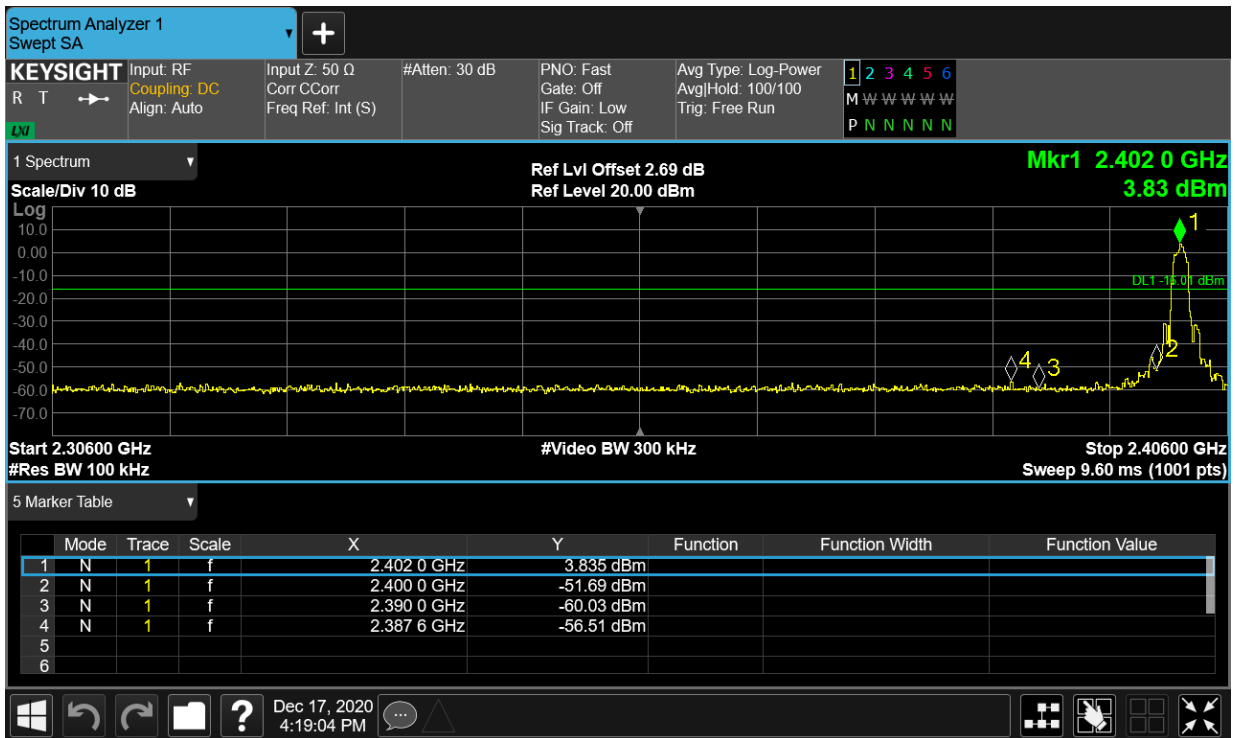 Spectrum Analyzer 1
Swept SA
+
KEYSIGHT Input: RF Input Z: 50 Ω #Atten: 30 dB PNO: Fast Avg Type: Log-Power 1 2 3 4 5 6
R T Coupling: DC Corr CCorr Gate: Off Avg|Hold: 100/100 M W W W W W
Align: Auto Freq Ref: Int (S) IF Gain: Low Trig: Free Run
LXI Sig Track: Off P N N N N N
1 Spectrum Ref Lvl Offset 2.69 dB Mkr1 2.402 0 GHz
Scale/Div 10 dB Ref Level 20.00 dBm 3.83 dBm
Log
1
10.0
0.00
-10.0
DL1 -16.01 dBm
-20.0
-30.0
-40.0
4 3 2
-50.0
-60.0
-70.0
Start 2.30600 GHz #Video BW 300 kHz Stop 2.40600 GHz
#Res BW 100 kHz Sweep 9.60 ms (1001 pts)
5 Marker Table
Mode Trace Scale X Y Function Function Width Function Value
1 N 1 f 2.402 0 GHz 3.835 dBm
2 N 1 f 2.400 0 GHz -51.69 dBm
3 N 1 f 2.390 0 GHz -60.03 dBm
4 N 1 f 2.387 6 GHz -56.51 dBm
5
6
? Dec 17, 2020
4:19:04 PM